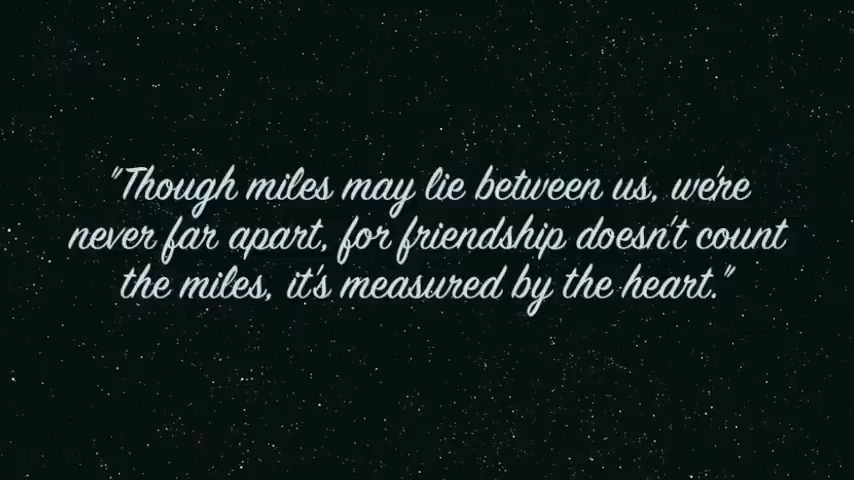 "Though miles may lie between us, we're
never far apart, for friendship doesn't count
the miles, it's measured by the heart."